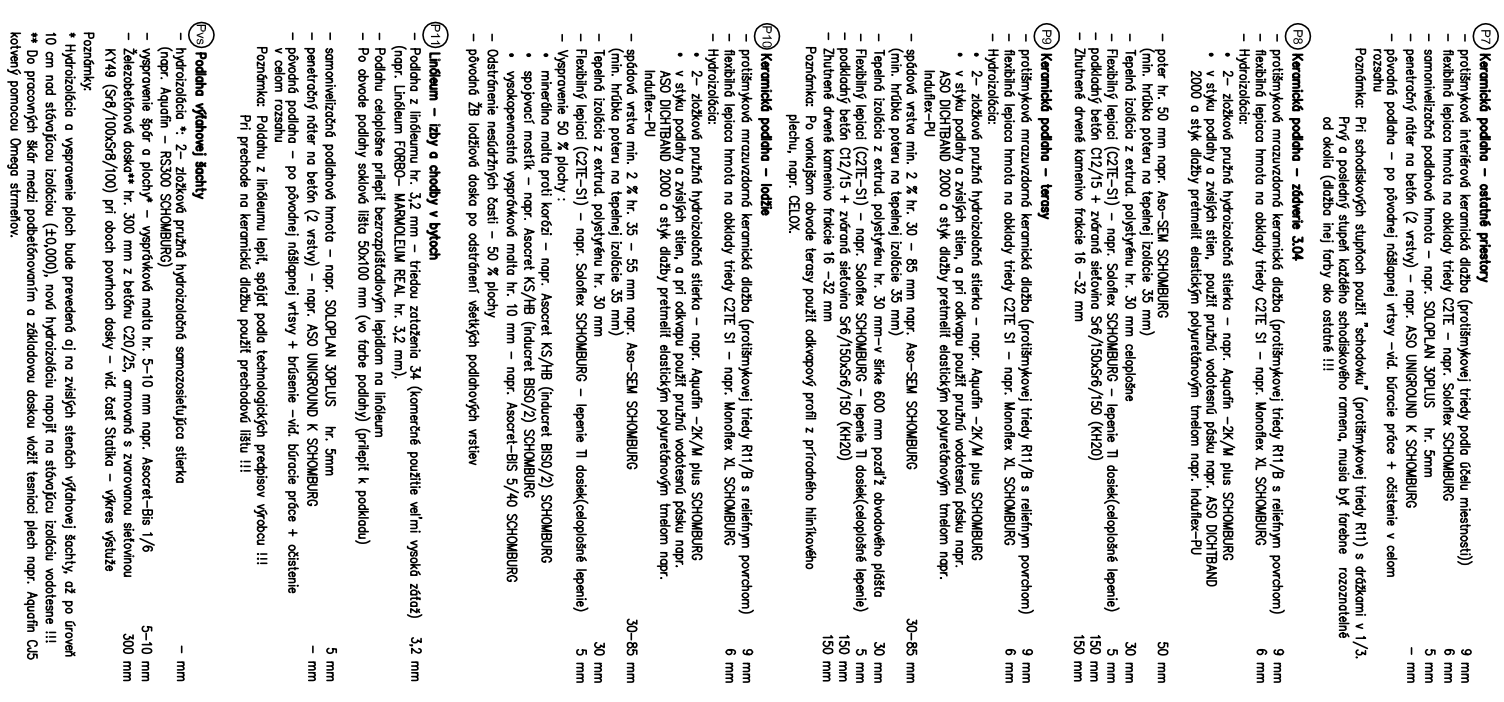 P7 Keramická podlaha – ostatné priestory
– protišmyková interiérová keramická dlažba (protišmykovej triedy podla účelu miestnosti)) 9 mm
– flexibilná lepiaca hmota na obklady triedy C2TE – napr. Soloflex SCHOMBURG 6 mm
– samonivelizačná podlahová hmota – napr. SOLOPLAN 30PLUS hr. 5mm 5 mm
– penetračný náter na betón (2 vrstvy) – napr. ASO UNIGROUND K SCHOMBURG – mm
– pôvodná podlaha – po pôvodnej nášlapnej vrtsvy –viď. búracie práce + očistenie v celom
rozsahu
Poznámka: Pri schodiskových stupňoch použiť "schodovku" (protišmykovej triedy R11) s drážkami v 1/3.
Prvý a posledný stupeň každého schodiskového ramena, musia byť farebne rozoznatelné
od okolia (dlažba inej farby ako ostatné !!!
P8 Keramická podlaha – zádverie 3.04
– protišmyková mrazuvzdorná keramická dlažba (protišmykovej triedy R11/B s reliefnym povrchom) 9 mm
– flexibilná lepiaca hmota na obklady triedy C2TE S1 – napr. Monoflex XL SCHOMBURG 6 mm
– Hydroizolácia:
• 2– zložková pružná hydroizolačná stierka – napr. Aquafin –2K/M plus SCHOMBURG
• v styku podlahy a zvislých stien, použiť pružnú vodotesnú pásku napr. ASO DICHTBAND
2000 a styk dlažby pretmeliť elastickým polyuretánovým tmelom napr. Induflex–PU
– poter hr. 50 mm napr. Aso–SEM SCHOMBURG 50 mm
(min. hrúbka poteru na tepelnej izolácie 35 mm)
– Tepelná izolácia z extrud. polystyrénu hr. 30 mm celoplošne 30 mm
– Flexibilný lepiaci (C2TE–S1) – napr. Soloflex SCHOMBURG – lepenie TI dosiek(celoplošné lepenie) 5 mm
– podkladný betón C12/15 + zváraná sieťovina Sr6/150xSr6/150 (KH20) 150 mm
– Zhutnené drvené kamenivo frakcie 16 –32 mm 150 mm
P9 Keramická podlaha – terasy
– protišmyková mrazuvzdorná keramická dlažba (protišmykovej triedy R11/B s reliefnym povrchom) 9 mm
– flexibilná lepiaca hmota na obklady triedy C2TE S1 – napr. Monoflex XL SCHOMBURG 6 mm
– Hydroizolácia:
• 2– zložková pružná hydroizolačná stierka – napr. Aquafin –2K/M plus SCHOMBURG
• v styku podlahy a zvislých stien, a pri odkvapu použiť pružnú vodotesnú pásku napr.
ASO DICHTBAND 2000 a styk dlažby pretmeliť elastickým polyuretánovým tmelom napr.
Induflex–PU
– spádová vrstva min. 2 % hr. 30 – 85 mm napr. Aso–SEM SCHOMBURG 30–85 mm
(min. hrúbka poteru na tepelnej izolácie 35 mm)
– Tepelná izolácia z extrud. polystyrénu hr. 30 mm–v šírke 600 mm pozdľž obvodového plášťa 30 mm
– Flexibilný lepiaci (C2TE–S1) – napr. Soloflex SCHOMBURG – lepenie TI dosiek(celoplošné lepenie) 5 mm
– podkladný betón C12/15 + zváraná sieťovina Sr6/150xSr6/150 (KH20) 150 mm
– Zhutnené drvené kamenivo frakcie 16 –32 mm 150 mm
Poznámka: Po vonkajšom obvode terasy použiť odkvapový profil z prírodného hliníkového
plechu, napr. CELOX.
P10 Keramická podlaha – lodžie
– protišmyková mrazuvzdorná keramická dlažba (protišmykovej triedy R11/B s reliefnym povrchom) 9 mm
– flexibilná lepiaca hmota na obklady triedy C2TE S1 – napr. Monoflex XL SCHOMBURG 6 mm
– Hydroizolácia:
• 2– zložková pružná hydroizolačná stierka – napr. Aquafin –2K/M plus SCHOMBURG
• v styku podlahy a zvislých stien, a pri odkvapu použiť pružnú vodotesnú pásku napr.
ASO DICHTBAND 2000 a styk dlažby pretmeliť elastickým polyuretánovým tmelom napr.
Induflex–PU
– spádová vrstva min. 2 % hr. 35 – 55 mm napr. Aso–SEM SCHOMBURG 30–85 mm
(min. hrúbka poteru na tepelnej izolácie 35 mm)
– Tepelná izolácia z extrud. polystyrénu hr. 30 mm 30 mm
– Flexibilný lepiaci (C2TE–S1) – napr. Soloflex SCHOMBURG – lepenie TI dosiek(celoplošné lepenie) 5 mm
– Vyspravenie 50 % plochy :
• minerálna malta proti korózi – napr. Asocret KS/HB (Inducret BIS0/2) SCHOMBURG
• spojovací mostík – napr. Asocret KS/HB (Inducret BIS0/2) SCHOMBURG
• vysokopevnostná vysprávková malta hr. 10 mm – napr. Asocret–BIS 5/40 SCHOMBURG
– Odstránenie nesúdržných častí – 50 % plochy
– pôvodná ŽB lodžiová doska po odstránení všetkých podlahových vrstiev
P11 Linóleum – izby a chodby v bytoch
– Podlaha z linóleumu hr. 3,2 mm – triedou zataženia 34 (komerčné použitie veľmi vysoká záťaž) 3,2 mm
(napr. Linóleum FORBO– MARMOLEUM REAL hr. 3,2 mm).
– Podlahu celoplošne prilepiť bezrozpúšťadlovým lepidlom na linóleum
– Po obvode podlahy soklová lišta 50x100 mm (vo farbe podlahy) (prilepiť k podkladu)
– samonivelizačná podlahová hmota – napr. SOLOPLAN 30PLUS hr. 5mm 5 mm
– penetračný náter na betón (2 vrstvy) – napr. ASO UNIGROUND K SCHOMBURG – mm
– pôvodná podlaha – po pôvodnej nášlapnej vrtsvy + brúsenie –viď. búracie práce + očistenie
v celom rozsahu
Poznámka: Poldahu z linóleumu lepiť, spájať podla technologických predpisov výrobcu !!!
Pri prechode na keramickú dlažbu použiť prechodovú lištu !!!
Pvs Podlaha výťahovej šachty
– hydroizolácia *: 2– zložková pružná hydroizolačná samozosieťujúca stierka – mm
(napr. Aquafin – RS300 SCHOMBURG)
– vyspravenie špár a plochy* – vysprávková malta hr. 5–10 mm napr. Asocret–Bis 1/6 5–10 mm
– Železobetónová doska** hr. 300 mm z betónu C20/25, armovaná s zvarovanou sieťovinou 300 mm
KY49 (Sr8/100xSr8/100) pri oboch povrhoch dosky – viď. časť Statika – výkres výstuže
Poznámky:
* Hydroizolácia a vyspravenie ploch bude prevedená aj na zvislých stenách výťahovej šachty, až po úroveň
10 cm nad stávajúcou izolóciou (±0,000), novú hydroizoláciu napojiť na stávajúcu izoláciu vodotesne !!!
** Do pracovných škár medzi podbetónovaním a základovou doskou vložiť tesniaci plech napr. Aquafin CJ5
kotvený pomocou Omega strmeňov.